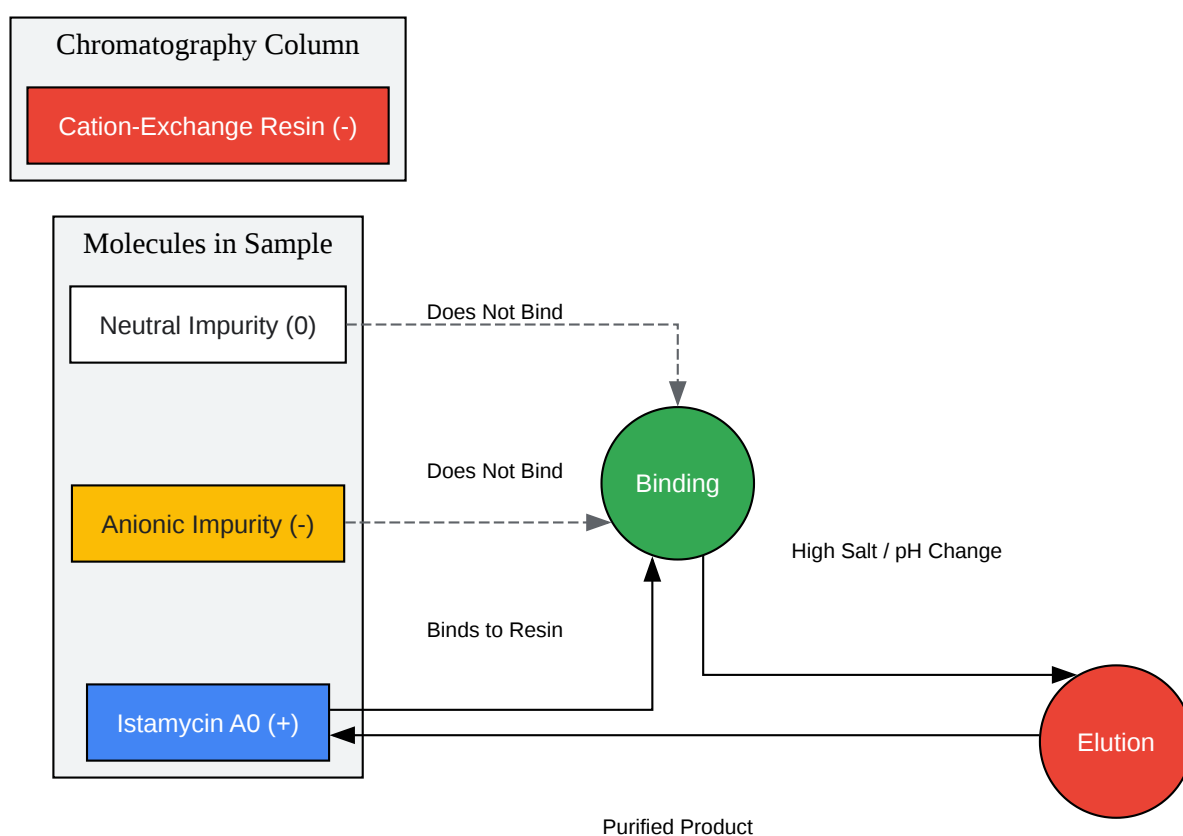 Chromatography Column
Cation-Exchange Resin (-)
Molecules in Sample
Neutral Impurity (0)
Does Not Bind
Anionic Impurity (-)
Does Not Bind
Binding
High Salt / pH Change
Binds to Resin
Istamycin A0 (+)
Elution
Purified Product